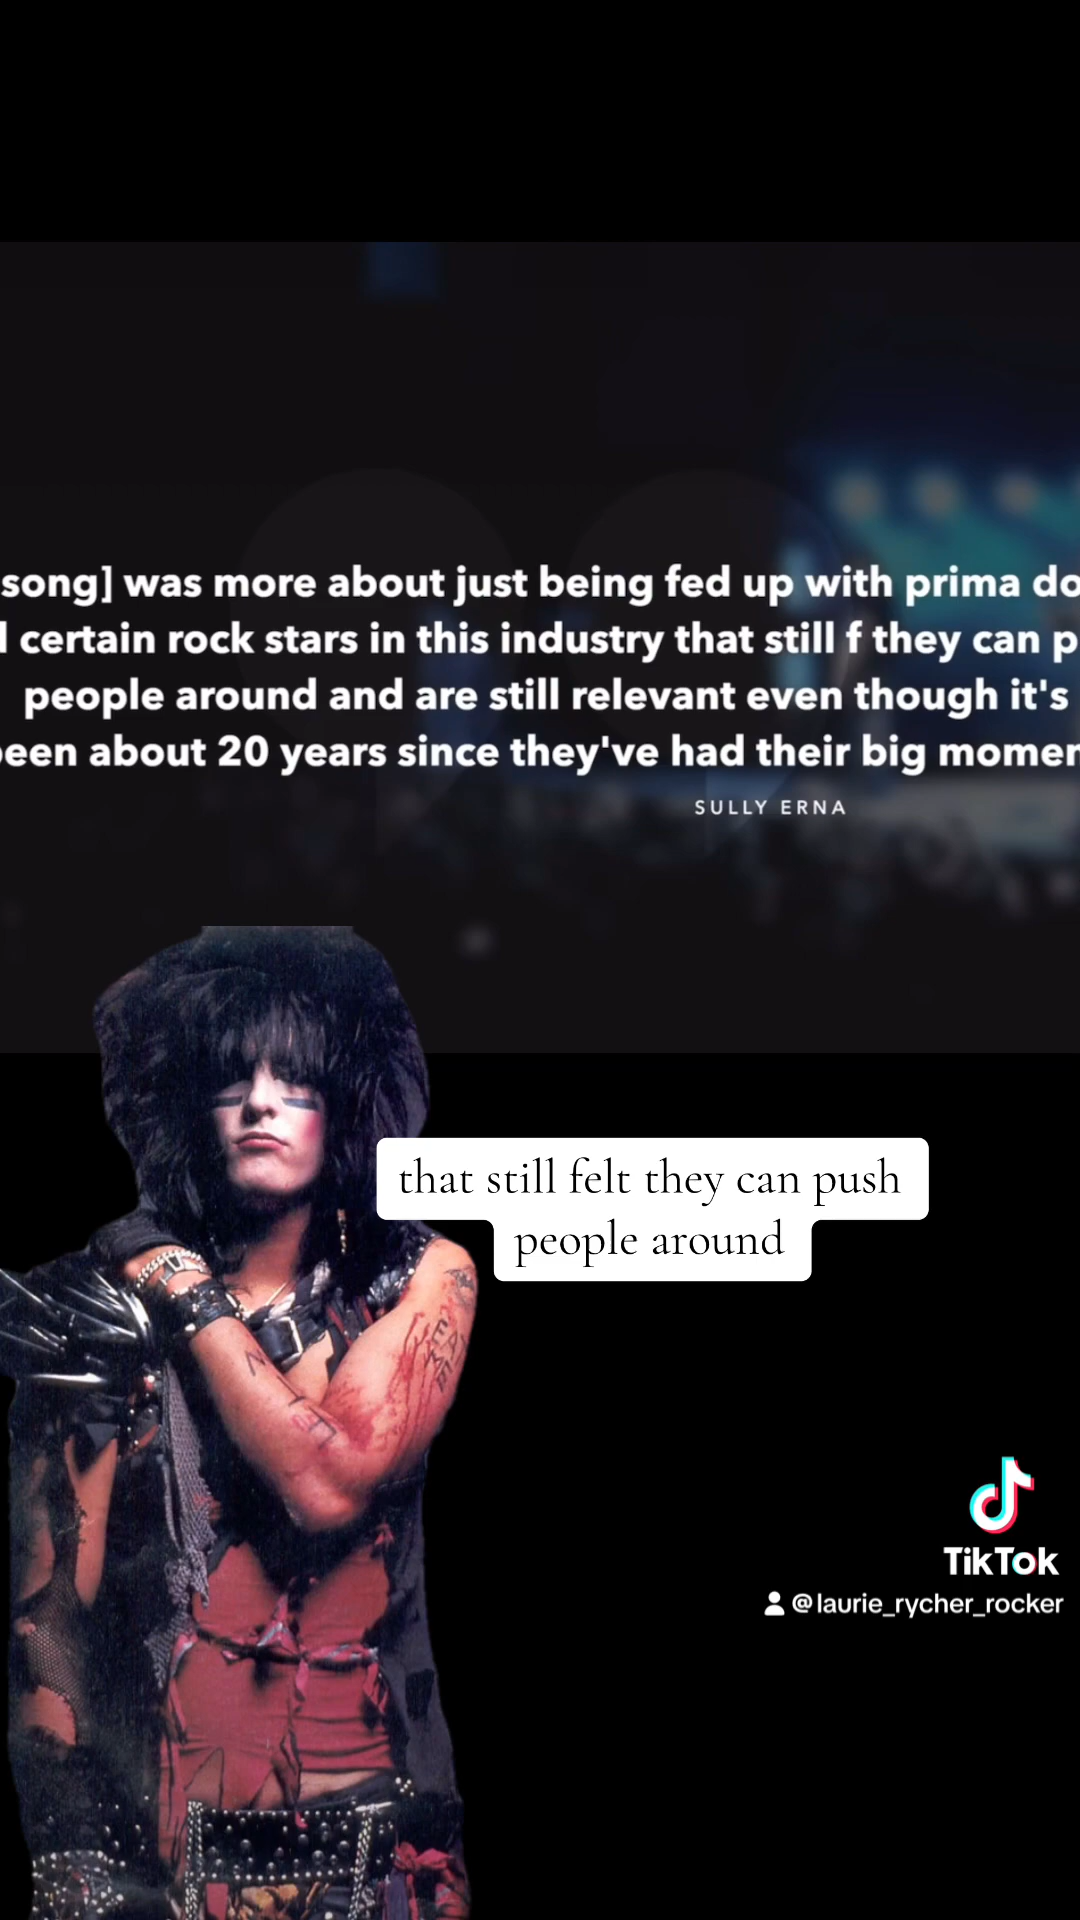 song] was more about just being fed up with prima do
certain rock stars in this industry that still f they can p
people around and are still relevant even though it's
een about 20 years since they've had their big momen
SULLY ERNA
that still felt they can push
people around
EAT
ME
TikTok
@laurie_rycher_rocker